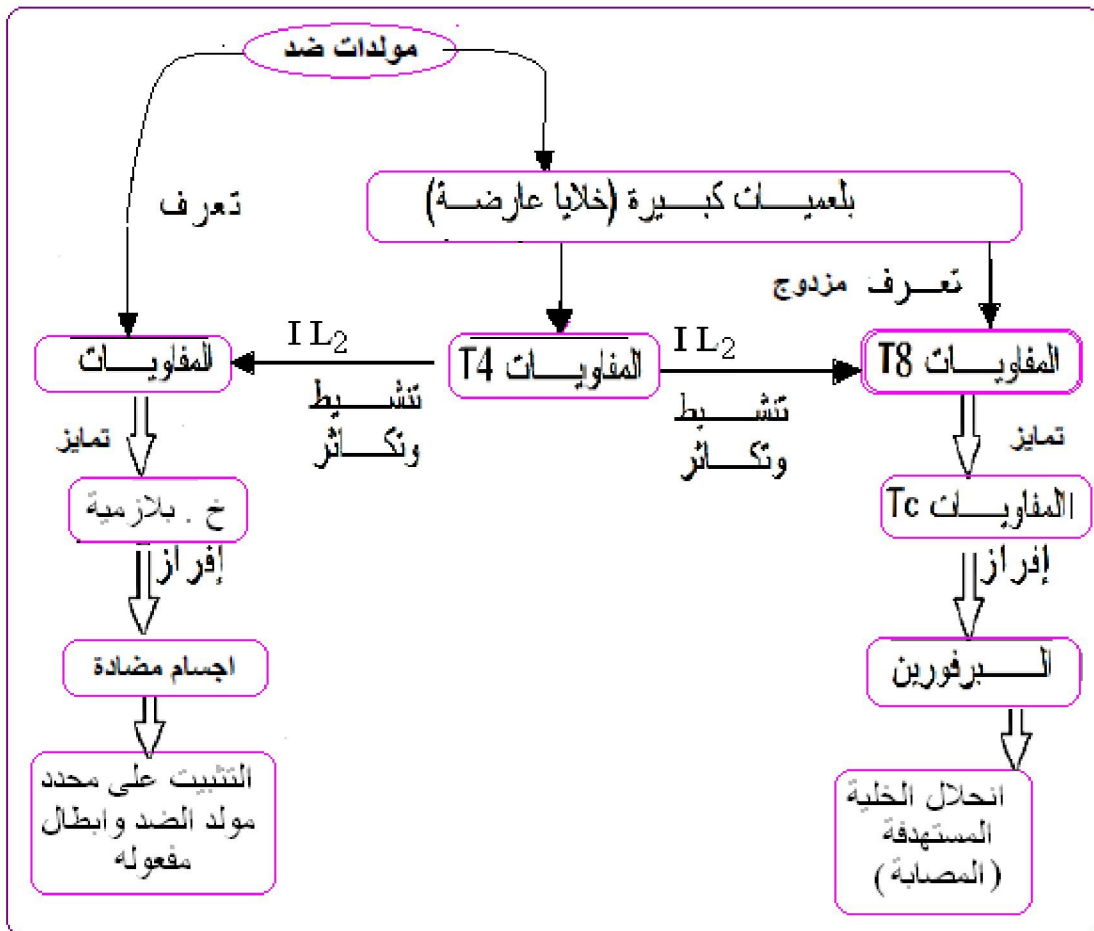 مولدات ضد
بلعميات كبيرة (خلايا عارضة)
تعرف
تعرف مزدوج
IL2
IL2
المفاويات
المفاويات T4
المفاويات T8
تنشيط
وتكاثر
تنشيط
وتكاثر
تمايز
تمايز
خ . بلازمية
االمفاويات Tc
إفراز
إفراز
اجسام مضادة
البرفورين
التثبيت على محدد
مولد الضد وابطال
مفعوله
انحلال الخلية
المستهدفة
(المصابة)